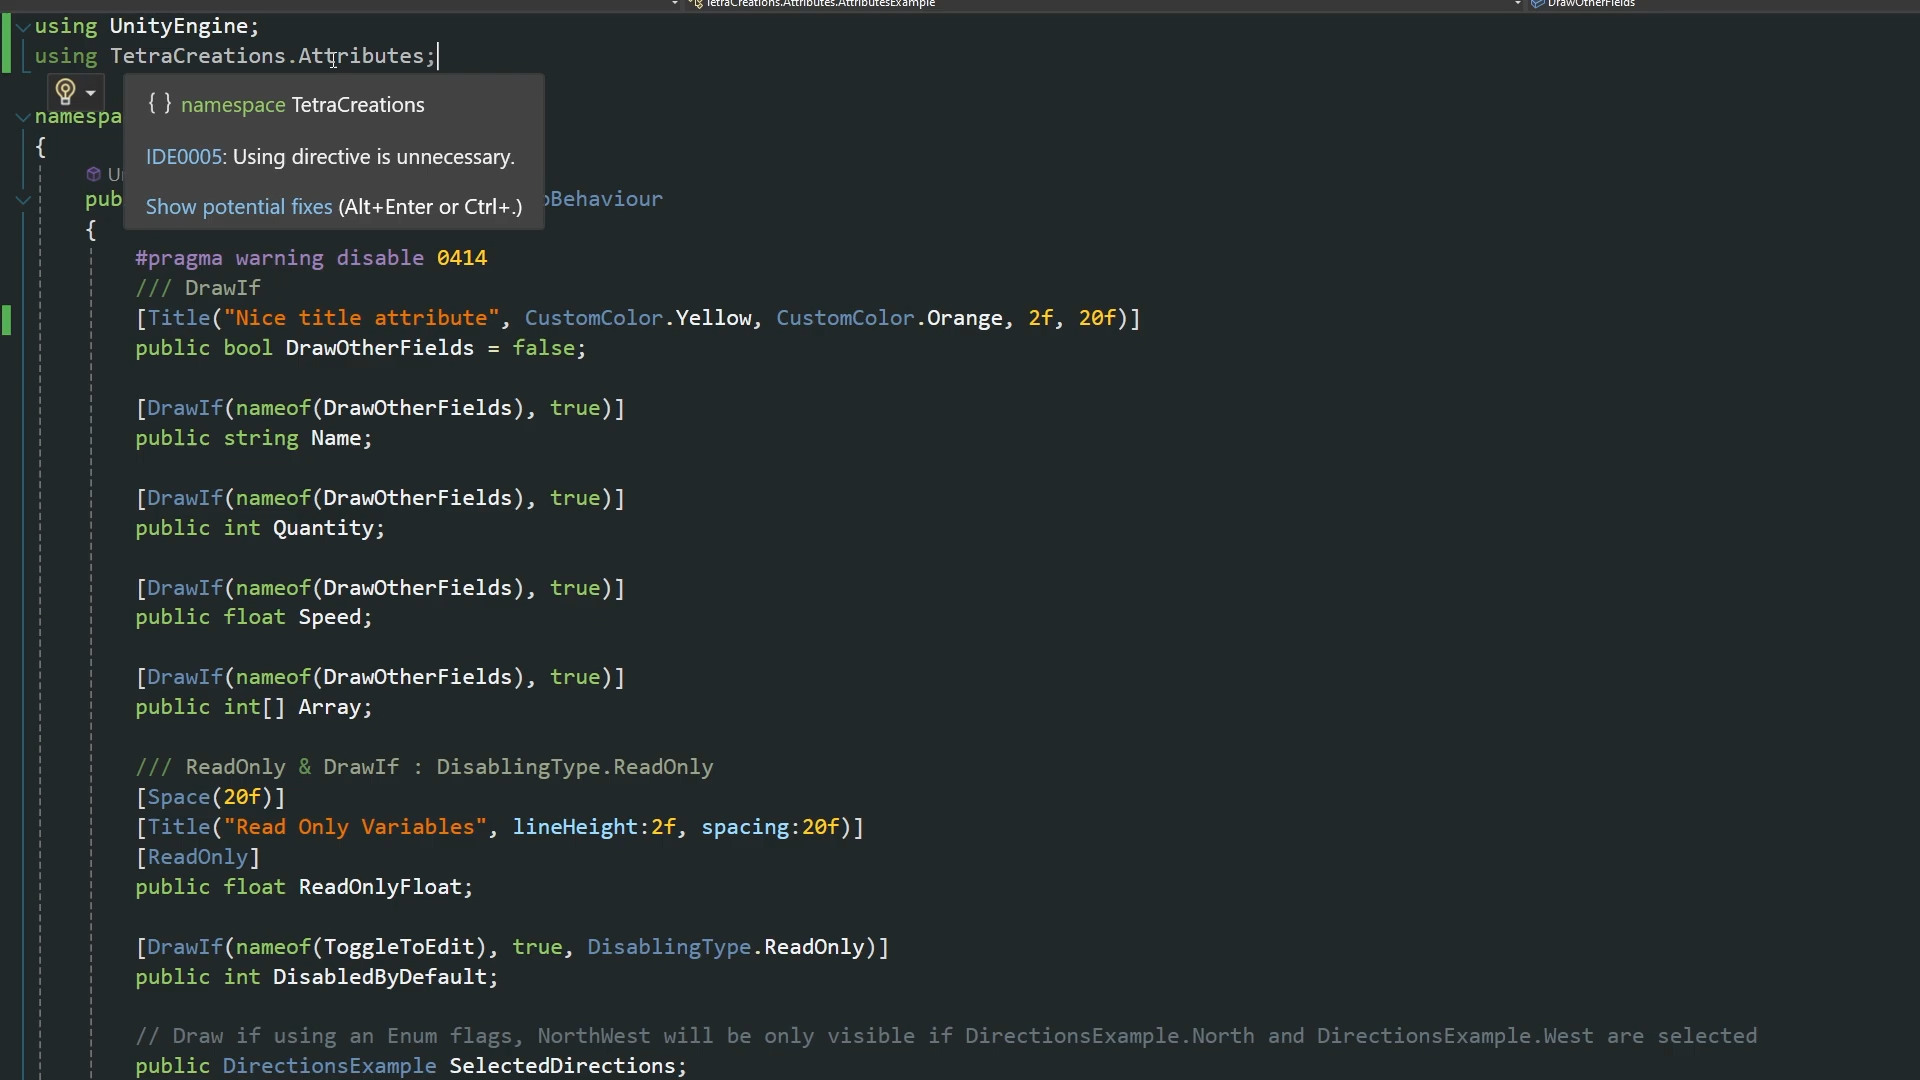 TetraCreations.Attributes.AttributesExample
DrawOtherFields
using UnityEngine;
using TetraCreations.Attributes;
{ } namespace TetraCreations
IDE0005: Using directive is unnecessary.
Show potential fixes (Alt+Enter or Ctrl+.)
namespa
{
pub
oBehaviour
{
#pragma warning disable 0414
/// DrawIf
[Title("Nice title attribute", CustomColor.Yellow, CustomColor.Orange, 2f, 20f)]
public bool DrawOtherFields = false;
[DrawIf(nameof(DrawOtherFields), true)]
public string Name;
[DrawIf(nameof(DrawOtherFields), true)]
public int Quantity;
[DrawIf(nameof(DrawOtherFields), true)]
public float Speed;
[DrawIf(nameof(DrawOtherFields), true)]
public int[] Array;
/// ReadOnly & DrawIf : DisablingType.ReadOnly
[Space(20f)]
[Title("Read Only Variables", lineHeight:2f, spacing:20f)]
[ReadOnly]
public float ReadOnlyFloat;
[DrawIf(nameof(ToggleToEdit), true, DisablingType.ReadOnly)]
public int DisabledByDefault;
// Draw if using an Enum flags, NorthWest will be only visible if DirectionsExample.North and DirectionsExample.West are selected
public DirectionsExample SelectedDirections;